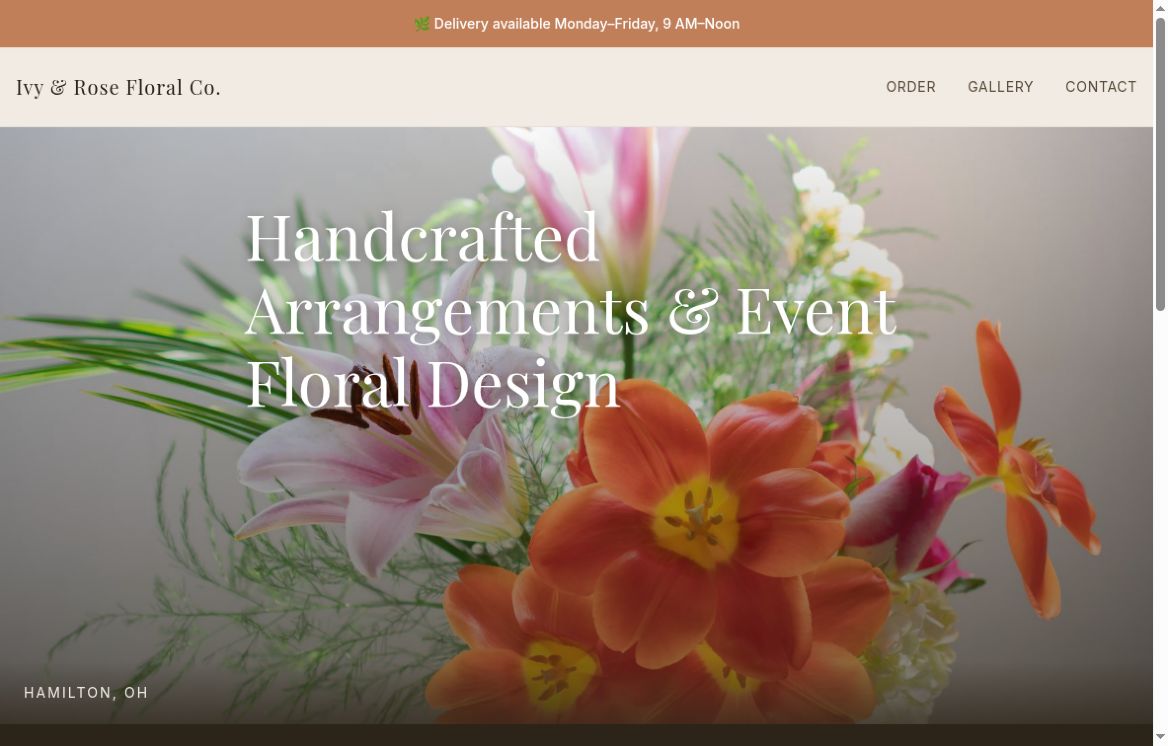 🌿 Delivery available Monday–Friday, 9 AM–Noon
Ivy & Rose Floral Co.
ORDER GALLERY CONTACT
Handcrafted
Arrangements & Event
Floral Design
HAMILTON, OH